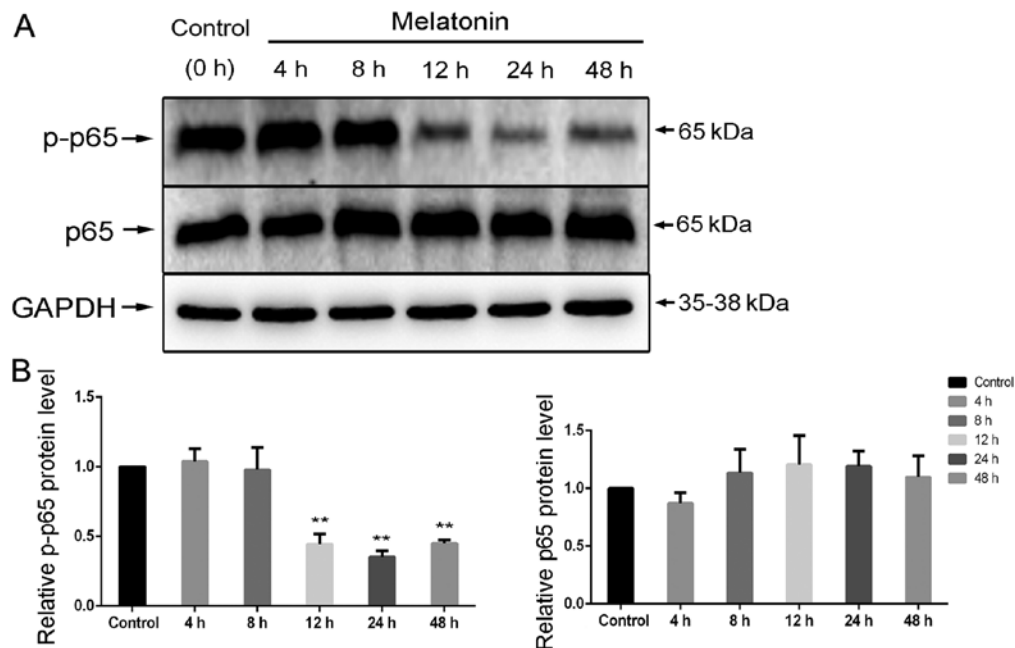 A
Control
Melatonin
(0 h) 4 h 8 h 12 h 24 h 48 h
p-p65
65 kDa
p65
65 kDa
GAPDH
35-38 kDa
B
Relative p-p65 protein level
1.5
1.0
0.5
0.0
** ** **
Control 4 h 8 h 12 h 24 h 48 h
Relative p65 protein level
1.5
1.0
0.5
0.0
Control 4 h 8 h 12 h 24 h 48 h
Control
4 h
8 h
12 h
24 h
48 h